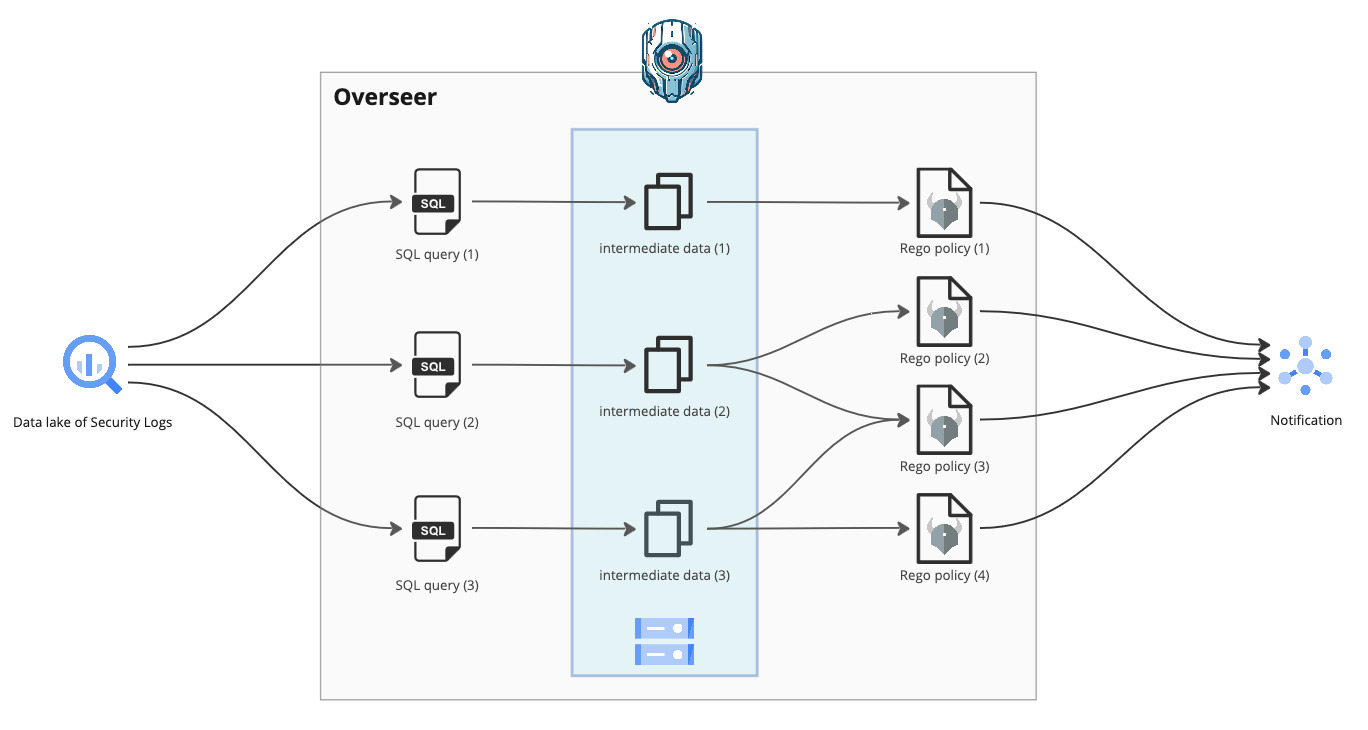 Overseer
SQL
SQL query (1)
intermediate data (1)
Rego policy (1)
Rego policy (2)
Data lake of Security Logs
SQL
SQL query (2)
intermediate data (2)
Rego policy (3)
Notification
SQL
SQL query (3)
intermediate data (3)
Rego policy (4)